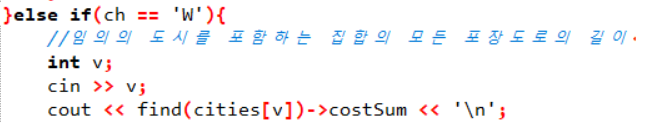 }else if(ch == 'W'){
//임의의 도시를 포함하는 집합의 모든 포장도로의 길이
int v;
cin >> v;
cout << find(cities[v])->costSum << '\n';